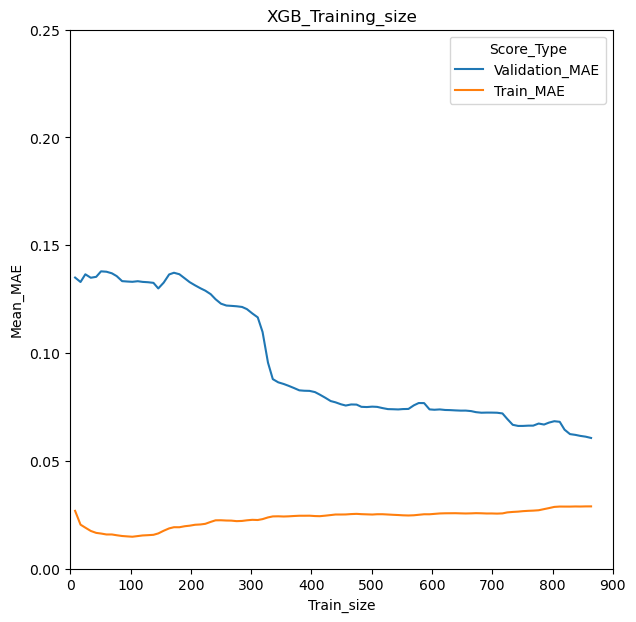 XGB_Training_size
0.25
0.20
0.15
0.10
0.05
0.00
Mean_MAE
Score_Type
Validation_MAE
Train_MAE
0 100 200 300 400 500 600 700 800 900
Train_size